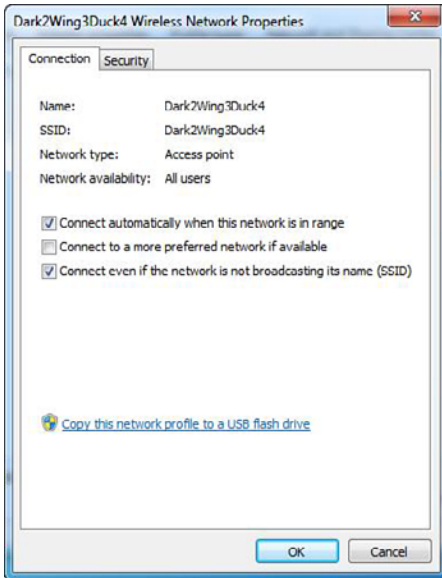 Dark2Wing3Duck4 Wireless Network Properties
Connection Security
Name: Dark2Wing3Duck4
SSID: Dark2Wing3Duck4
Network type: Access point
Network availability: All users
Connect automatically when this network is in range
Connect to a more preferred network if available
Connect even if the network is not broadcasting its name (SSID)
Copy this network profile to a USB flash drive
OK Cancel